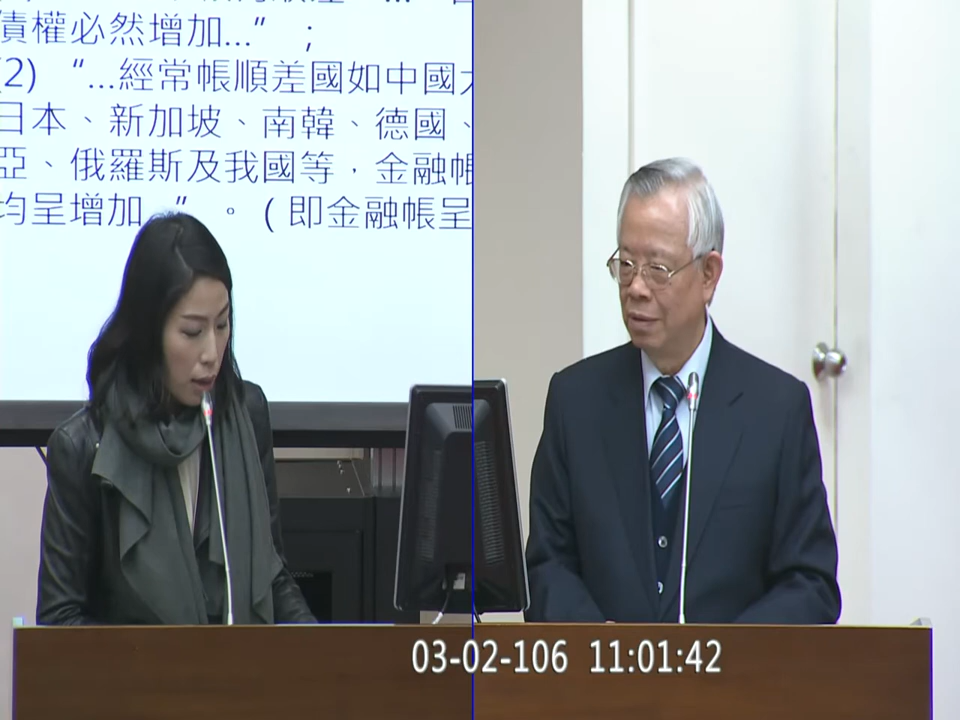 債權必然增加...” ；
2) “...經常帳順差國如中國
日本、新加坡、南韓、德國、
亞、俄羅斯及我國等，金融帳
均呈增加...” 。(即金融帳呈
03-02-106 11:01:42